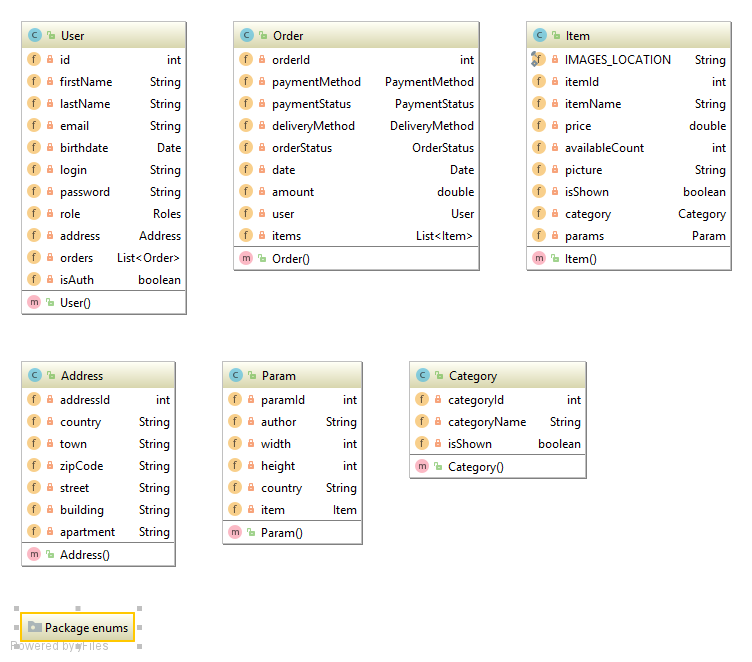 User
id int
firstName String
lastName String
email String
birthdate Date
login String
password String
role Roles
address Address
orders List<Order>
isAuth boolean
User()
Order
orderId int
paymentMethod PaymentMethod
paymentStatus PaymentStatus
deliveryMethod DeliveryMethod
orderStatus OrderStatus
date Date
amount double
user User
items List<Item>
Order()
Item
IMAGES_LOCATION String
itemId int
itemName String
price double
availableCount int
picture String
isShown boolean
category Category
params Param
Item()
Address
addressId int
country String
town String
zipCode String
street String
building String
apartment String
Address()
Param
paramId int
author String
width int
height int
country String
item Item
Param()
Category
categoryId int
categoryName String
isShown boolean
Category()
Package enums
Powered by yFiles